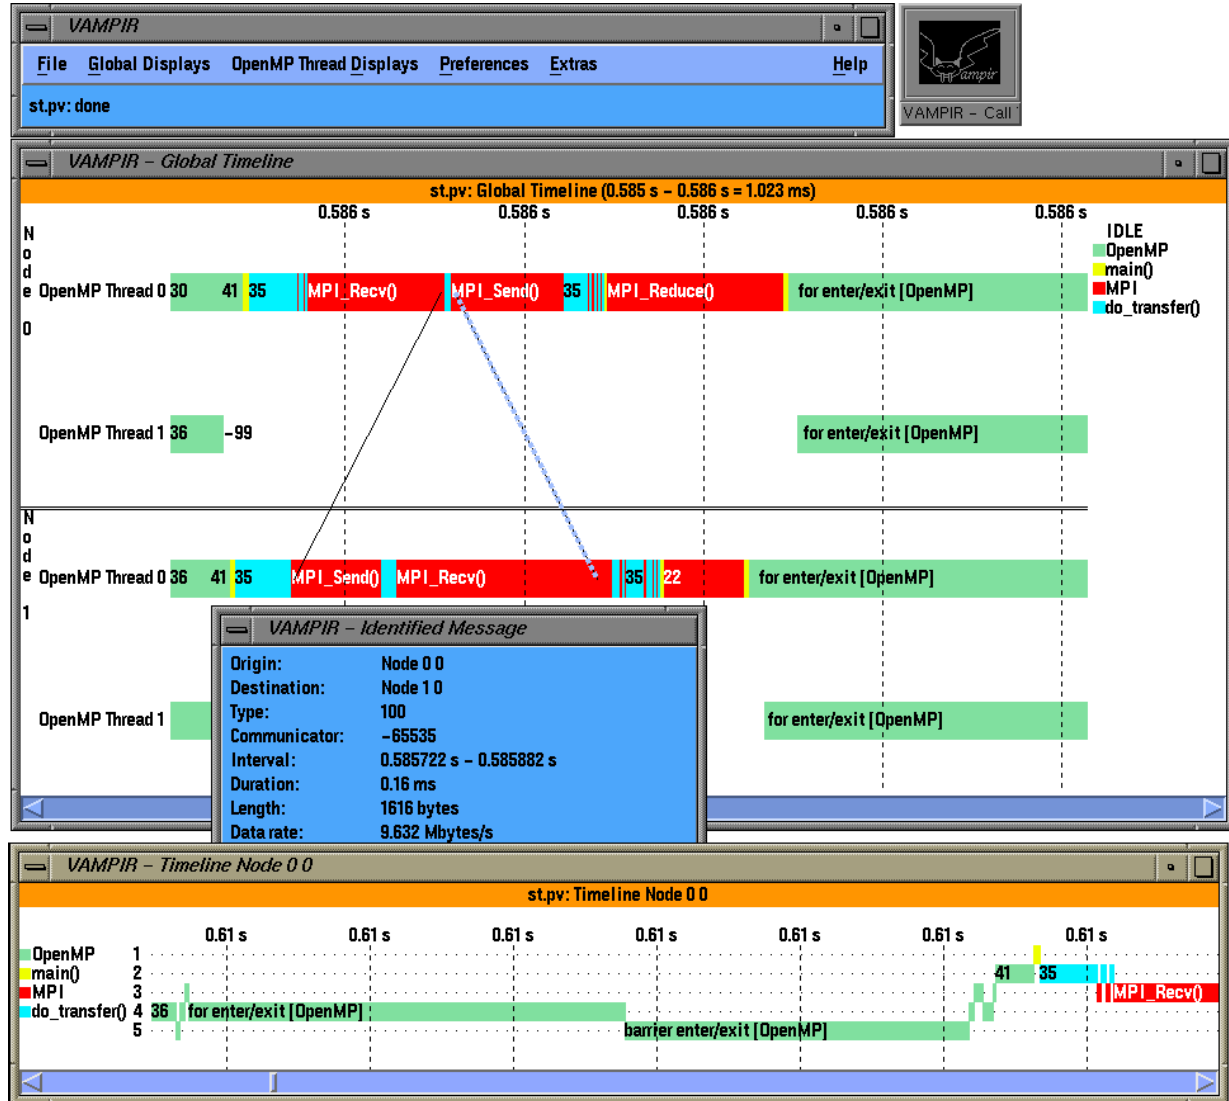 VAMPIR
File Global Displays OpenMP Thread Displays Preferences Extras Help
st.pv: done
Vampir
VAMPIR - Call
VAMPIR - Global Timeline
st.pv: Global Timeline (0.585 s - 0.586 s = 1.023 ms)
0.586 s 0.586 s 0.586 s 0.586 s 0.586 s
IDLE
OpenMP
main()
MPI
do_transfer()
Node 0
OpenMP Thread 0 30 41 35 MPI_Recv() MPI_Send() 35 MPI_Reduce() for enter/exit [OpenMP]
OpenMP Thread 1 36 -99 for enter/exit [OpenMP]
Node 1
OpenMP Thread 0 36 41 35 MPI_Send() MPI_Recv() 35 22 for enter/exit [OpenMP]
OpenMP Thread 1 for enter/exit [OpenMP]
VAMPIR - Identified Message
Origin: Node 0 0
Destination: Node 1 0
Type: 100
Communicator: -65535
Interval: 0.585722 s - 0.585882 s
Duration: 0.16 ms
Length: 1616 bytes
Data rate: 9.632 Mbytes/s
VAMPIR - Timeline Node 0 0
st.pv: Timeline Node 0 0
0.61 s 0.61 s 0.61 s 0.61 s 0.61 s 0.61 s 0.61 s
OpenMP 1
main() 2 41 35
MPI 3 MPI_Recv()
do_transfer() 4 36 for enter/exit [OpenMP]
5 barrier enter/exit [OpenMP]